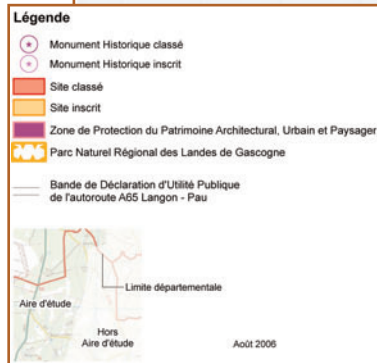 Légende
Monument Historique classé
Monument Historique inscrit
Site classé
Site inscrit
Zone de Protection du Patrimoine Architectural, Urbain et Paysager
Parc Naturel Régional des Landes de Gascogne
Bande de Déclaration d'Utilité Publique
de l'autoroute A65 Langon - Pau
Limite départementale
Aire d'étude
Hors
Aire d'étude
Août 2006